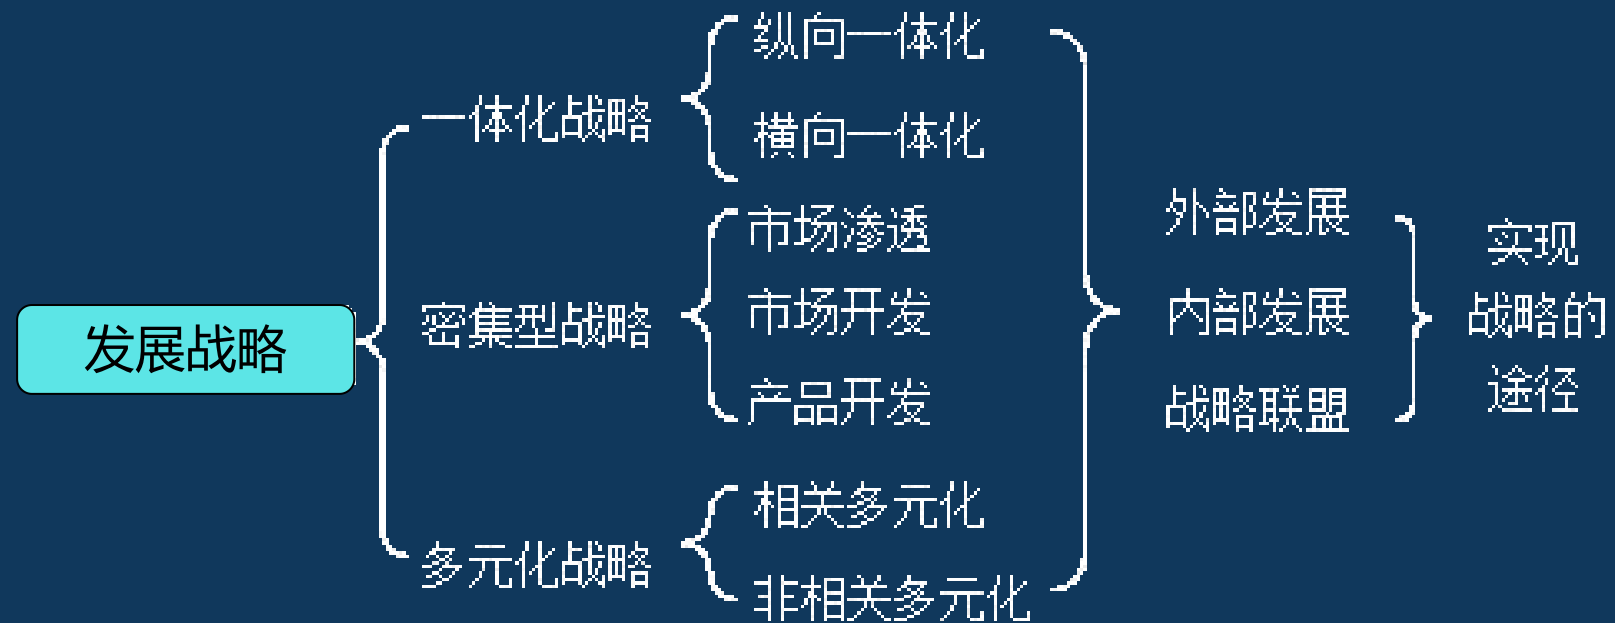 发展战略
一体化战略
纵向一体化
横向一体化
密集型战略
市场渗透
市场开发
产品开发
多元化战略
相关多元化
非相关多元化
外部发展
内部发展
战略联盟
实现
战略的
途径